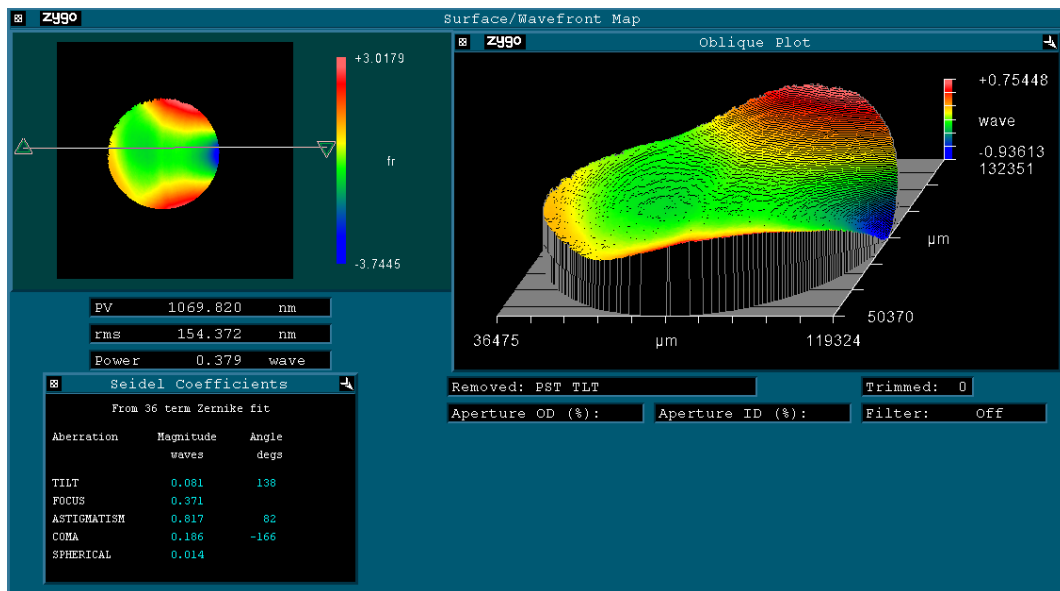 zygo Surface/Wavefront Map
+3.0179
fr
-3.7445
zygo Oblique Plot
+0.75448
wave
-0.93613
132351
µm
50370
36475 µm 119324
PV 1069.820 nm
rms 154.372 nm
Power 0.379 wave
Removed: PST TLT
Trimmed: 0
Aperture OD (%):
Aperture ID (%):
Filter: Off
Seidel Coefficients
From 36 term Zernike fit
Aberration Magnitude Angle
waves degs
TILT 0.081 138
FOCUS 0.371
ASTIGMATISM 0.817 82
COMA 0.186 -166
SPHERICAL 0.014